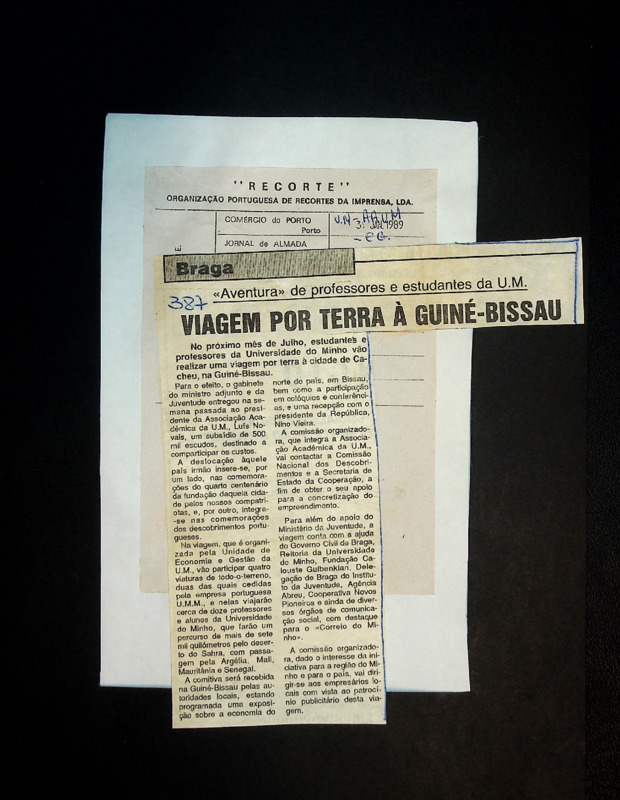 "RECORTE"
ORGANIZAÇÃO PORTUGUESA DE RECORTES DA IMPRENSA, LDA.
COMÉRCIO do PORTO
Porto
JORNAL de ALMADA
U.M - AAUM
31 JAN 1989
Braga
387
«Aventura» de professores e estudantes da U.M.
VIAGEM POR TERRA À GUINÉ-BISSAU
No próximo mês de Julho, estudantes e
professores da Universidade do Minho vão
realizar uma viagem por terra à cidade de Ca-
cheu, na Guiné-Bissau.
Para o efeito, o gabinete
do ministro adjunto e da
Juventude entregou na se-
mana passada ao presi-
dente da Associação Aca-
démica da U.M., Luís No-
vais, um subsídio de 500
mil escudos, destinado a
comparticipar os custos.
A deslocação àquele
país irmão insere-se, por
um lado, nas comemora-
ções do quarto centenário
da fundação daquela cida-
de pelos nossos compatri-
otas, e, por outro, integra-
-se nas comemorações
dos descobrimentos portu-
gueses.
Na viagem, que é organi-
zada pela Unidade de
Economia e Gestão da
U.M., vão participar quatro
viaturas de todo-o-terreno,
duas das quais cedidas
pela empresa portuguesa
U.M.M., e nelas viajarão
cerca de doze professores
e alunos da Universidade
do Minho, que farão um
percurso de mais de sete
mil quilómetros pelo deser-
to do Sahra, com passa-
gem pela Argélia, Mali,
Mauritânia e Senegal.
A comitiva será recebida
na Guiné-Bissau pelas au-
toridades locais, estando
programada uma exposi-
ção sobre a economia do
norte do país, em Bissau,
bem como a participação
em colóquios e conferênci-
as, e uma recepção com o
presidente da República,
Nino Vieira.
A comissão organizado-
ra, que integra a Associa-
ção Académica da U.M.,
vai contactar a Comissão
Nacional dos Descobri-
mentos e a Secretaria de
Estado da Cooperação, a
fim de obter o seu apoio
para a concretização do
empreendimento.
Para além do apoio do
Ministério da Juventude, a
viagem conta com a ajuda
do Governo Civil de Braga,
Reitoria da Universidade
do Minho, Fundação Ca-
louste Gulbenkian, Dele-
gação de Braga do Institu-
to da Juventude, Agência
Abreu, Cooperativa Novos
Pioneiros e ainda de diver-
sos órgãos de comunica-
ção social, com destaque
para o «Correio do Mi-
nho».
A comissão organizado-
ra, dado o interesse da ini-
ciativa para a região do Mi-
nho e para o país, vai diri-
gir-se aos empresários lo-
cais com vista ao patrocí-
nio publicitário desta via-
gem.